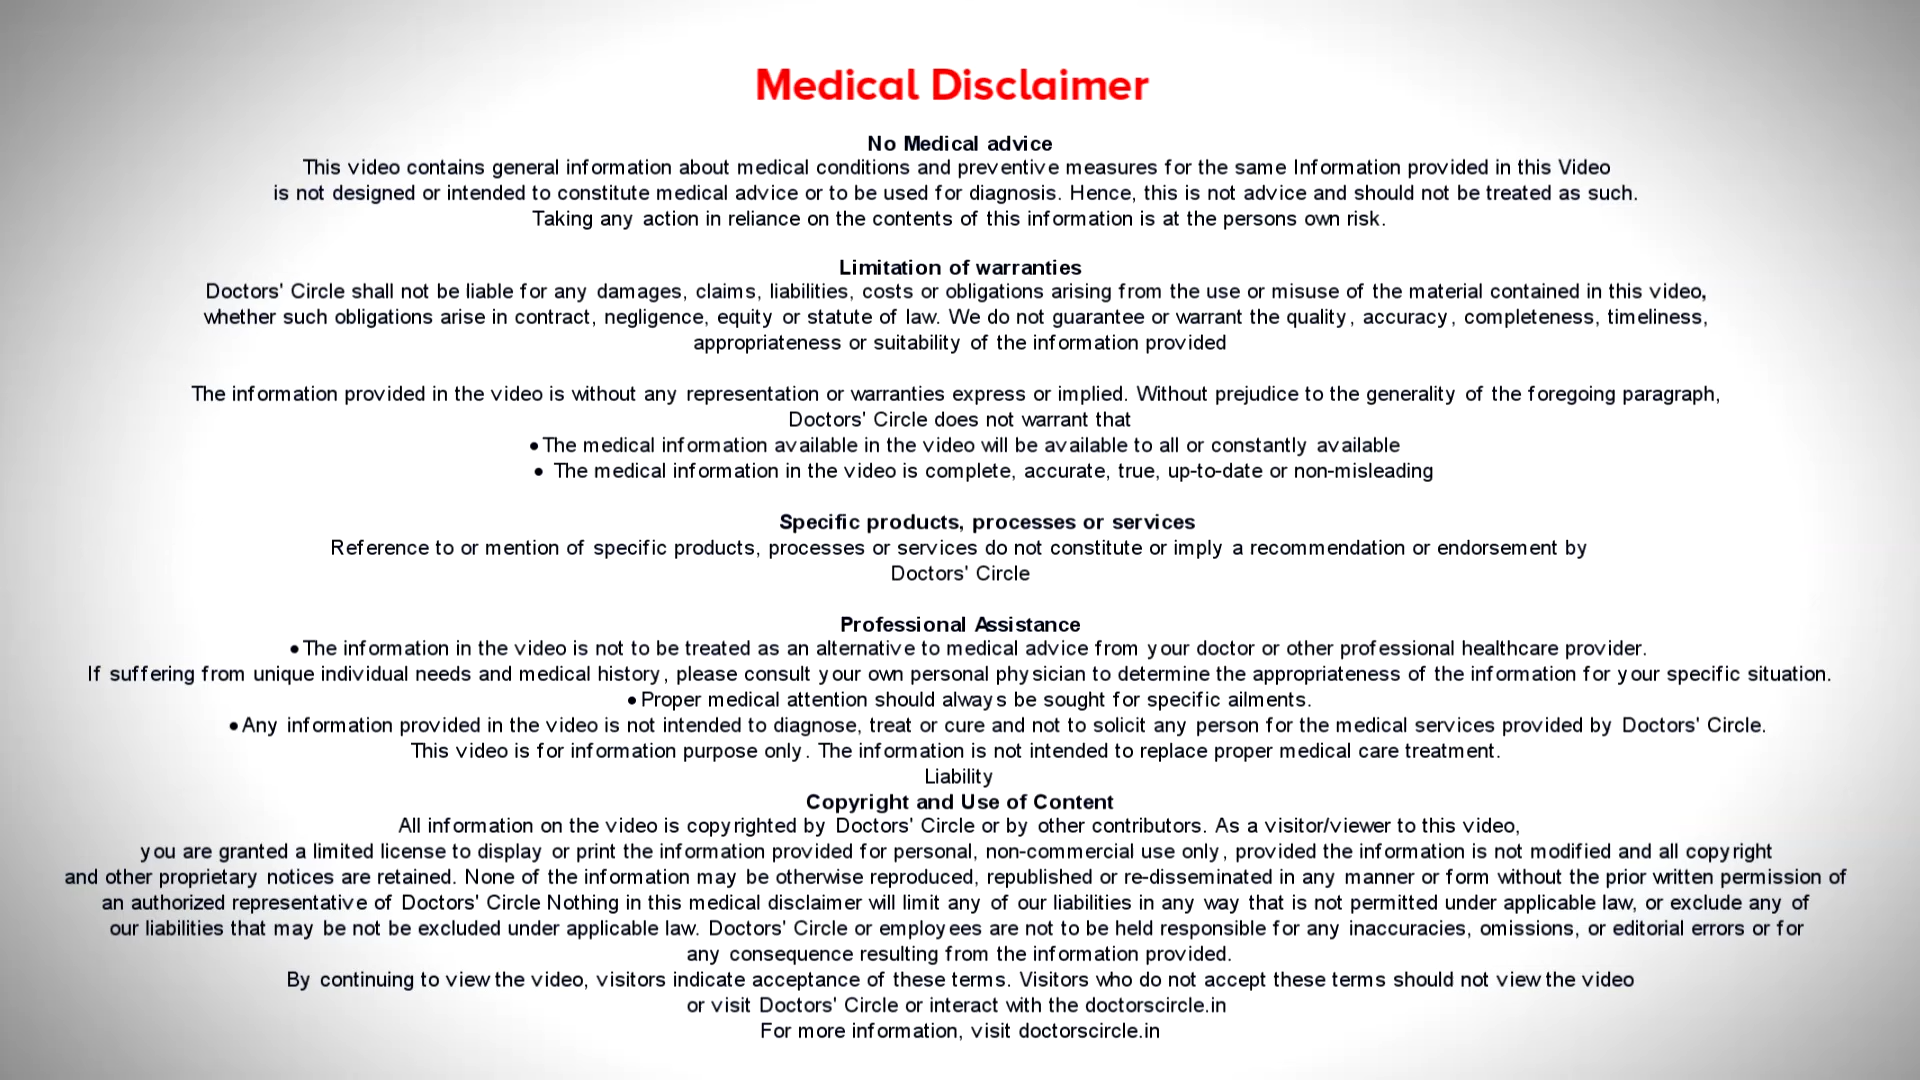 Medical Disclaimer
No Medical advice
This video contains general information about medical conditions and preventive measures for the same Information provided in this Video
is not designed or intended to constitute medical advice or to be used for diagnosis. Hence, this is not advice and should not be treated as such.
Taking any action in reliance on the contents of this information is at the persons own risk.
Limitation of warranties
Doctors' Circle shall not be liable for any damages, claims, liabilities, costs or obligations arising from the use or misuse of the material contained in this video,
whether such obligations arise in contract, negligence, equity or statute of law. We do not guarantee or warrant the quality, accuracy, completeness, timeliness,
appropriateness or suitability of the information provided
The information provided in the video is without any representation or warranties express or implied. Without prejudice to the generality of the foregoing paragraph,
Doctors' Circle does not warrant that
• The medical information available in the video will be available to all or constantly available
• The medical information in the video is complete, accurate, true, up-to-date or non-misleading
Specific products, processes or services
Reference to or mention of specific products, processes or services do not constitute or imply a recommendation or endorsement by
Doctors' Circle
Professional Assistance
• The information in the video is not to be treated as an alternative to medical advice from your doctor or other professional healthcare provider.
If suffering from unique individual needs and medical history, please consult your own personal physician to determine the appropriateness of the information for your specific situation.
• Proper medical attention should always be sought for specific ailments.
• Any information provided in the video is not intended to diagnose, treat or cure and not to solicit any person for the medical services provided by Doctors' Circle.
This video is for information purpose only. The information is not intended to replace proper medical care treatment.
Liability
Copyright and Use of Content
All information on the video is copyrighted by Doctors' Circle or by other contributors. As a visitor/viewer to this video,
you are granted a limited license to display or print the information provided for personal, non-commercial use only, provided the information is not modified and all copyright
and other proprietary notices are retained. None of the information may be otherwise reproduced, republished or re-disseminated in any manner or form without the prior written permission of
an authorized representative of Doctors' Circle Nothing in this medical disclaimer will limit any of our liabilities in any way that is not permitted under applicable law, or exclude any of
our liabilities that may be not be excluded under applicable law. Doctors' Circle or employees are not to be held responsible for any inaccuracies, omissions, or editorial errors or for
any consequence resulting from the information provided.
By continuing to view the video, visitors indicate acceptance of these terms. Visitors who do not accept these terms should not view the video
or visit Doctors' Circle or interact with the doctorscircle.in
For more information, visit doctorscircle.in